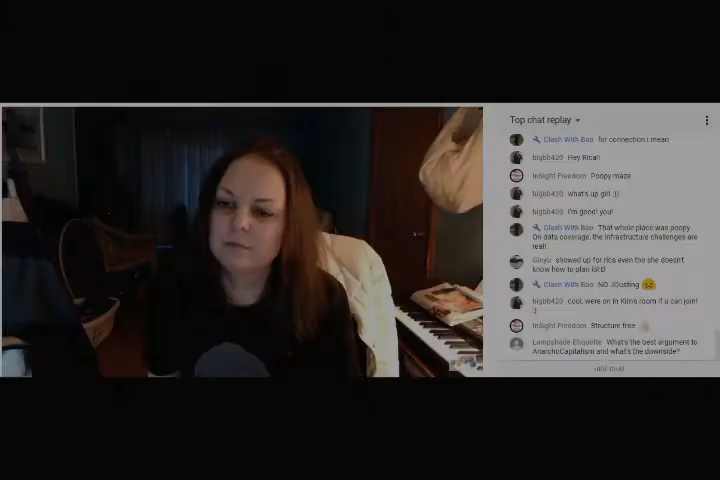 Top chat replay
Clash With Bao for connection i mean
bigbb420 Hey Rica!!
InSight Freedom Poopy maze
bigbb420 what's up girl :))
bigbb420 I'm good! you!
Clash With Bao That whole place was poopy
On data coverage, the infrastructure challenges are
real!
Ginyu showed up for rica even tho she doesn't
know how to plan lol:D
Clash With Bao NO JOusting
bigbb420 cool, were on in Kim's room if u can join!
:)
InSight Freedom Structure free
Lampshade Etiquette What's the best argument to
AnarchoCapitalism and what's the downside?
HIDE CHAT